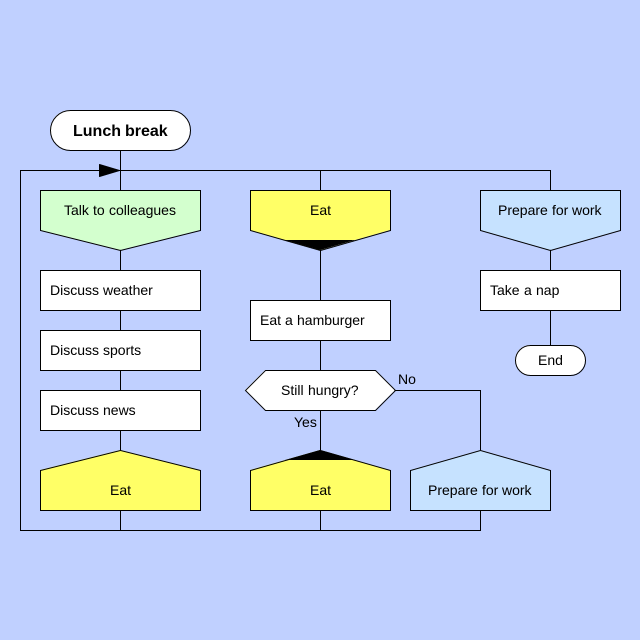 Lunch break
Talk to colleagues
Discuss weather
Discuss sports
Discuss news
Eat
Eat
Eat a hamburger
Still hungry?
No
Yes
Eat
Prepare for work
Prepare for work
Take a nap
End